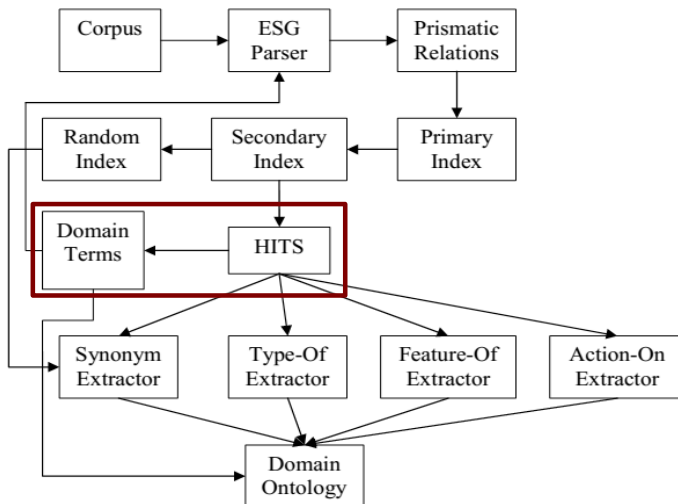 Corpus
ESG
Parser
Prismatic
Relations
Random
Index
Secondary
Index
Primary
Index
Domain
Terms
HITS
Synonym
Extractor
Type-Of
Extractor
Feature-Of
Extractor
Action-On
Extractor
Domain
Ontology